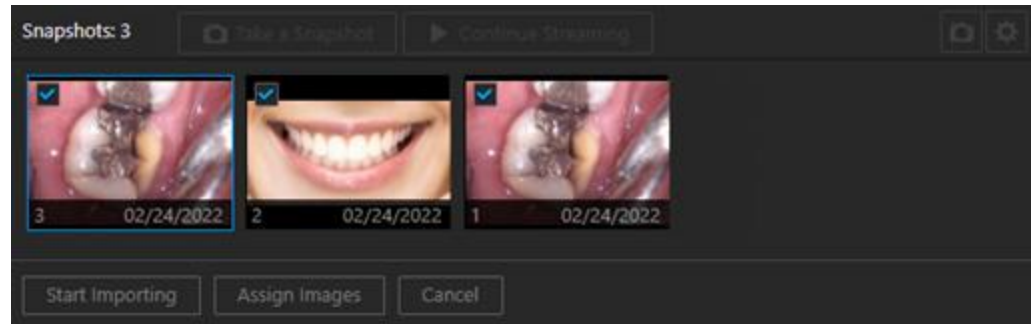 Snapshots: 3 Take a Snapshot Continue Streaming
3 02/24/2022 2 02/24/2022 1 02/24/2022
Start Importing Assign Images Cancel